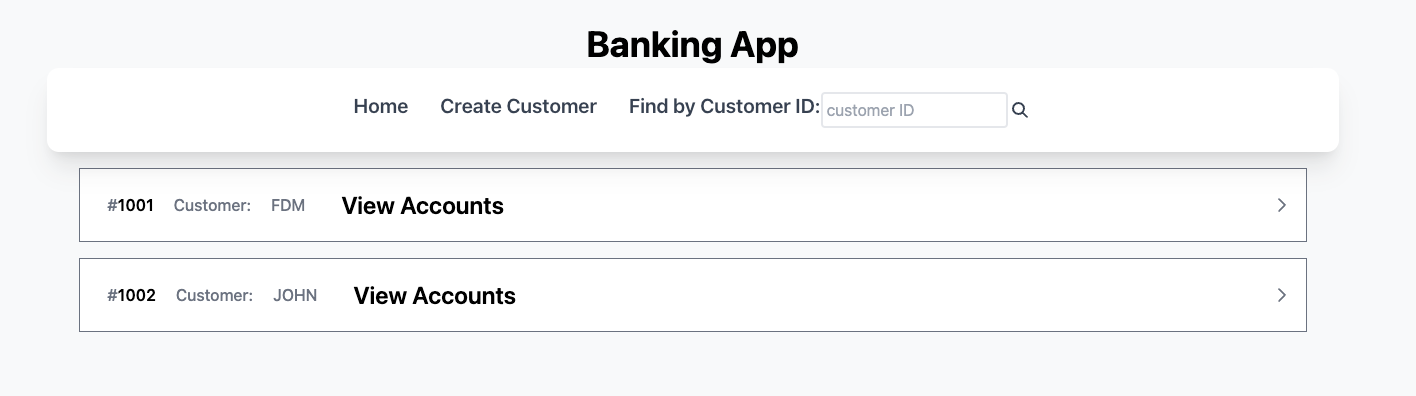 Banking App
Home Create Customer Find by Customer ID: customer ID
#1001 Customer: FDM View Accounts
#1002 Customer: JOHN View Accounts